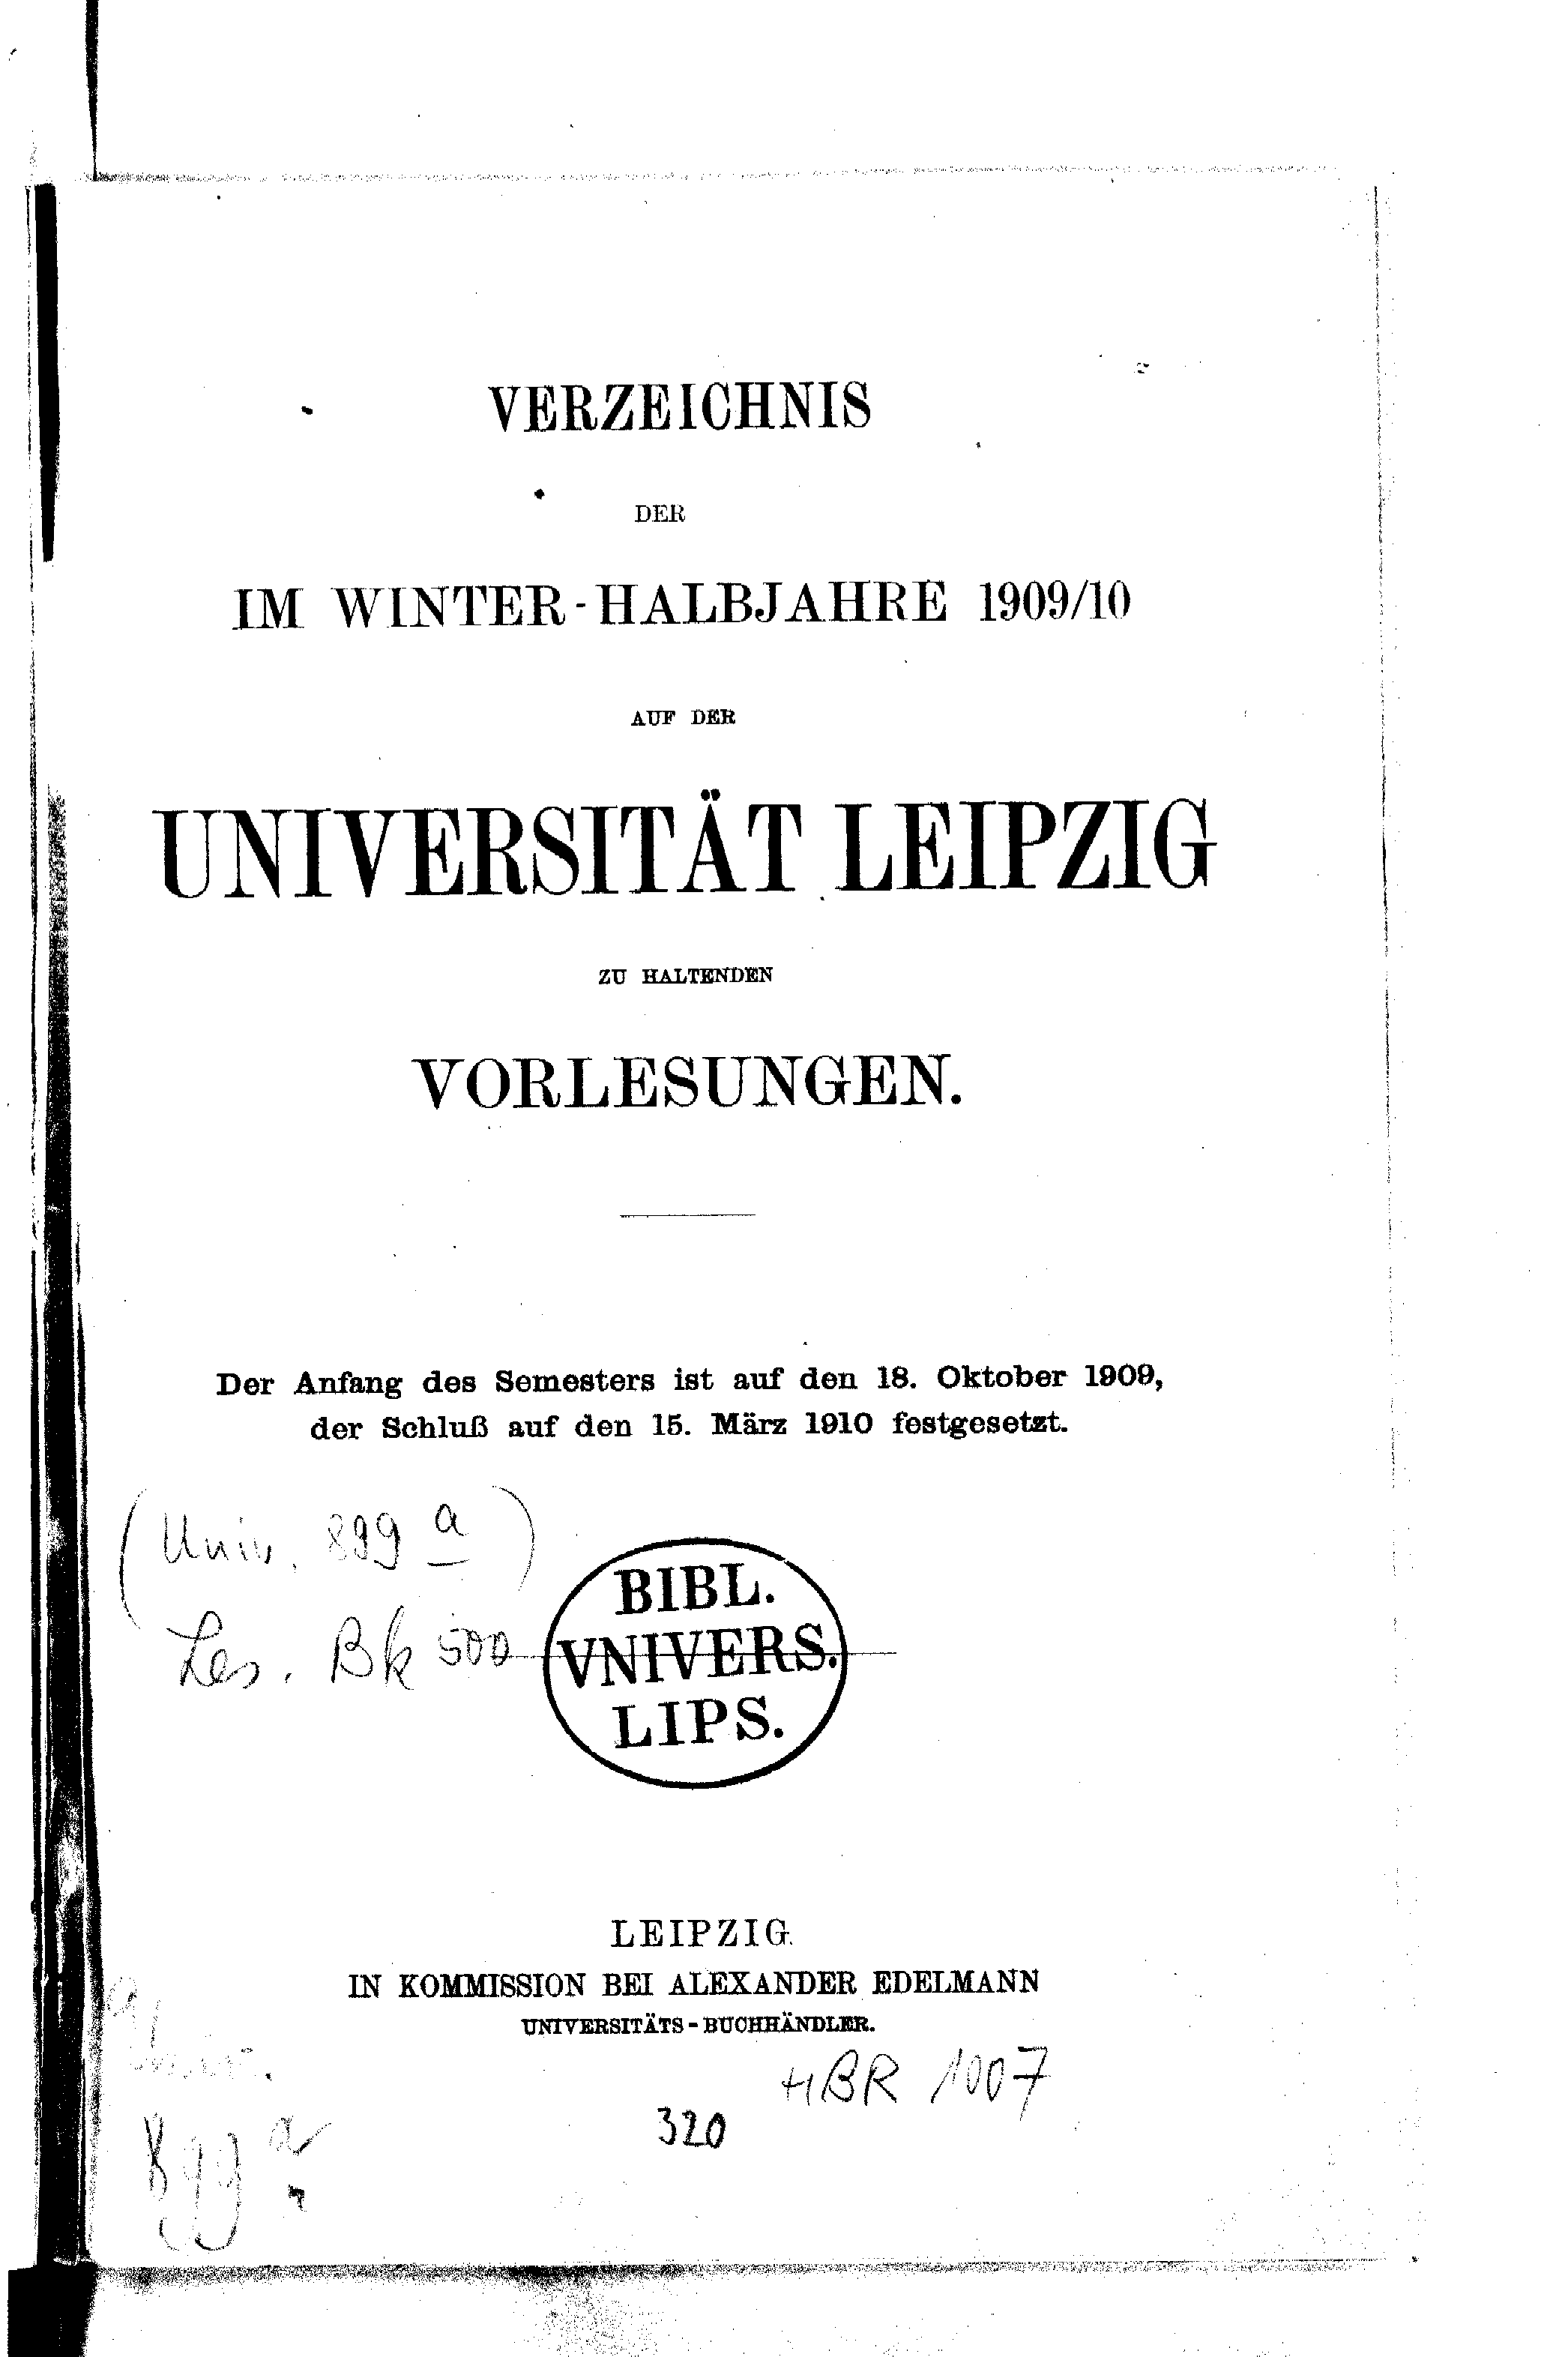 VERZEICHNIS
DER
IM WINTER-HALBJAHRE 1909/10
AUF DER
UNIVERSITÄT LEIPZIG
ZU HALTENDEN
VORLESUNGEN.
Der Anfang des Semesters ist auf den 18. Oktober 1909,
der Schluß auf den 15. März 1910 festgesetzt.
(Univ. 899 a)
Les. Bk 500
BIBL.
VNIVERS.
LIPS.
LEIPZIG
IN KOMMISSION BEI ALEXANDER EDELMANN
UNIVERSITÄTS-BUCHHÄNDLER.
HBR 1007
320
899 a